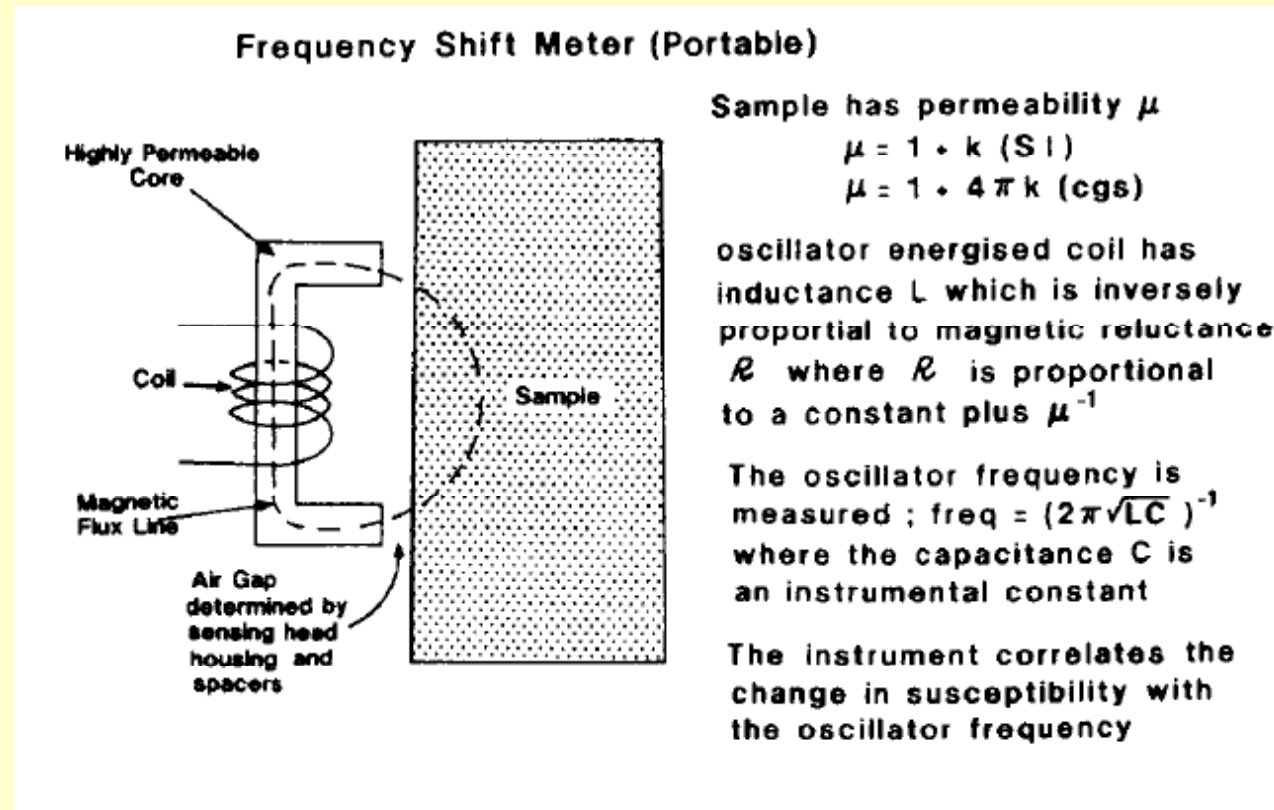 Frequency Shift Meter (Portable)
Highly Permeable
Core
Coil
Magnetic
Flux Line
Air Gap
determined by
sensing head
housing and
spacers
Sample
Sample has permeability μ
μ = 1 + k (SI)
μ = 1 + 4πk (cgs)
oscillator energised coil has
inductance L which is inversely
proportial to magnetic reluctance
ℛ where ℛ is proportional
to a constant plus μ⁻¹
The oscillator frequency is
measured ; freq = (2π√LC )⁻¹
where the capacitance C is
an instrumental constant
The instrument correlates the
change in susceptibility with
the oscillator frequency